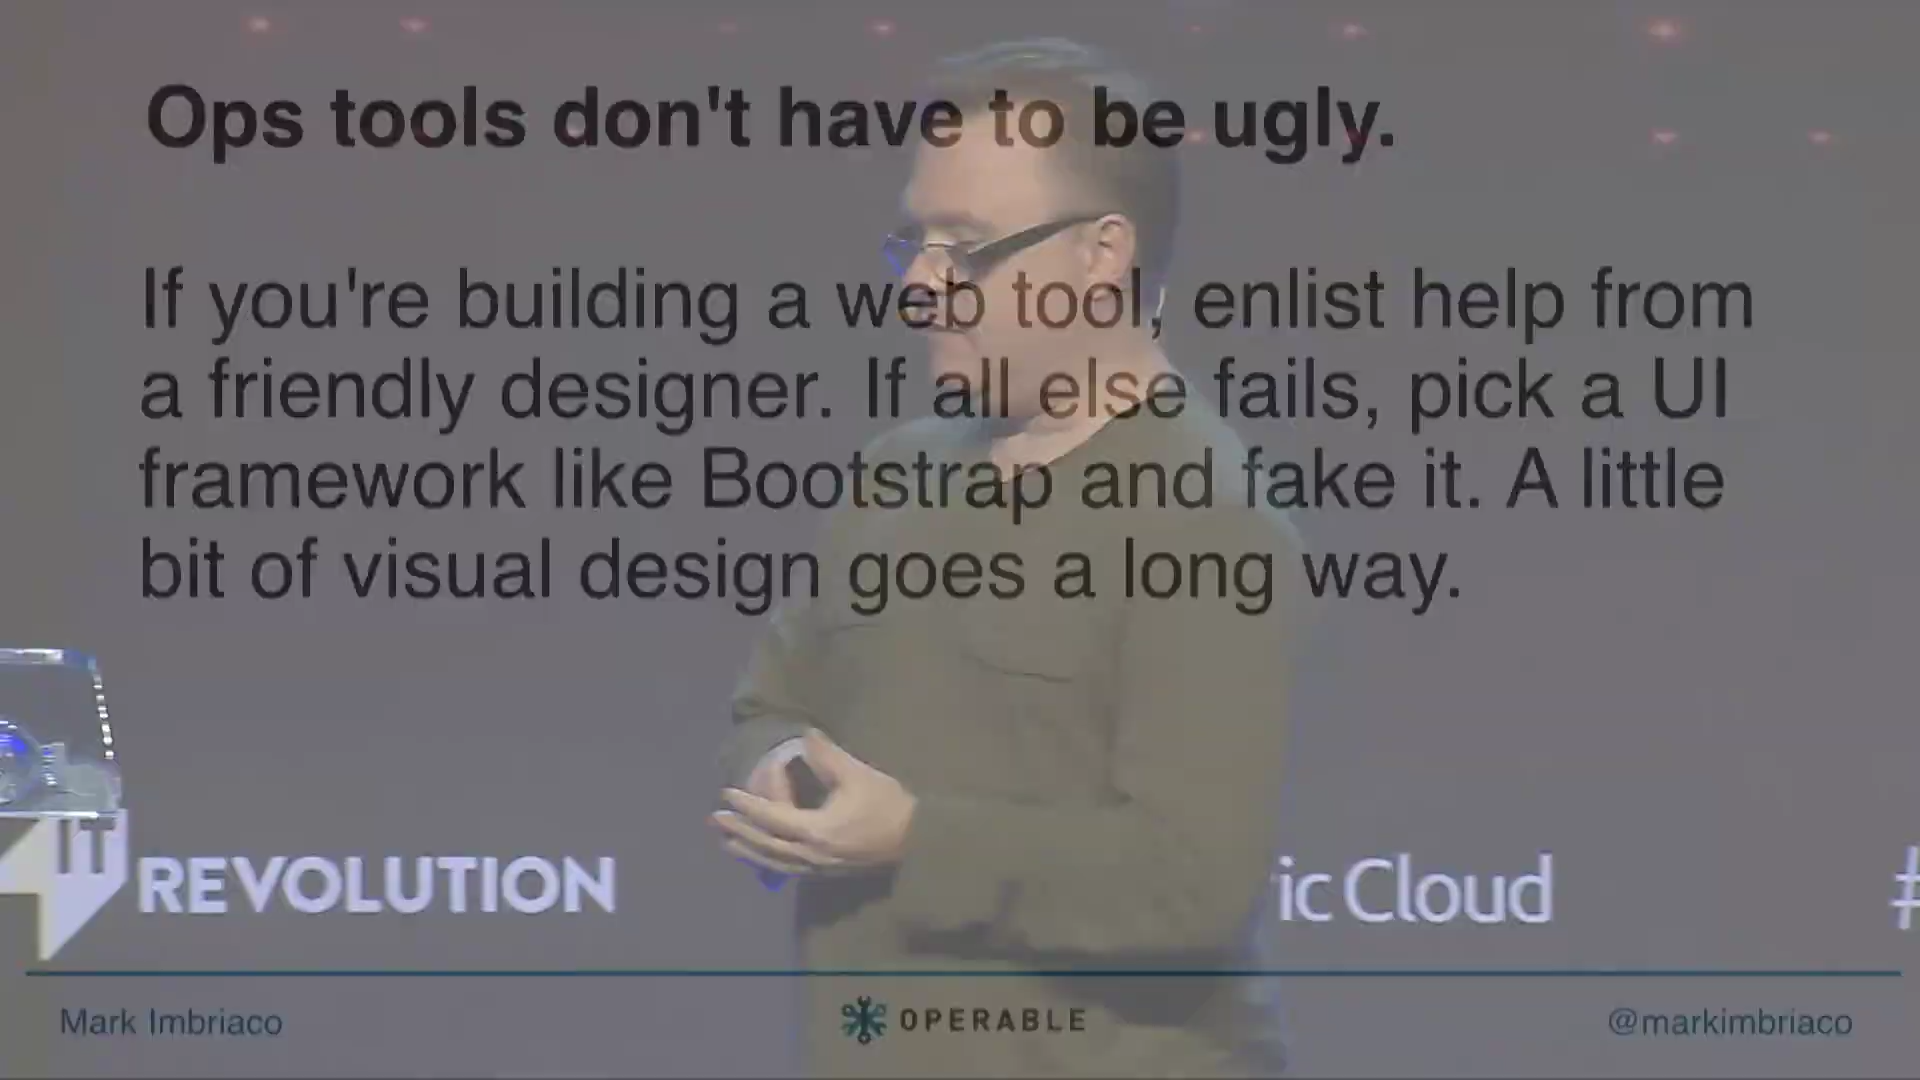 Ops tools don't have to be ugly.
If you're building a web tool, enlist help from
a friendly designer. If all else fails, pick a UI
framework like Bootstrap and fake it. A little
bit of visual design goes a long way.
IT REVOLUTION
ic Cloud
#
Mark Imbriaco
OPERABLE
@markimbriaco